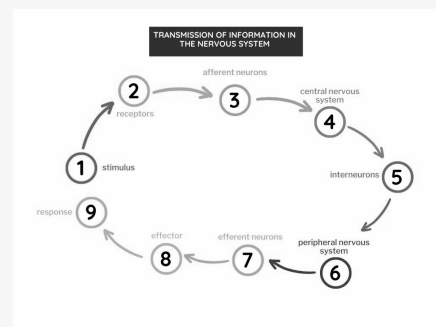 TRANSMISSION OF INFORMATION IN
THE NERVOUS SYSTEM
1
stimulus
2
receptors
afferent neurons
3
central nervous
system
4
interneurons
5
peripheral nervous
system
6
efferent neurons
7
effector
8
response
9